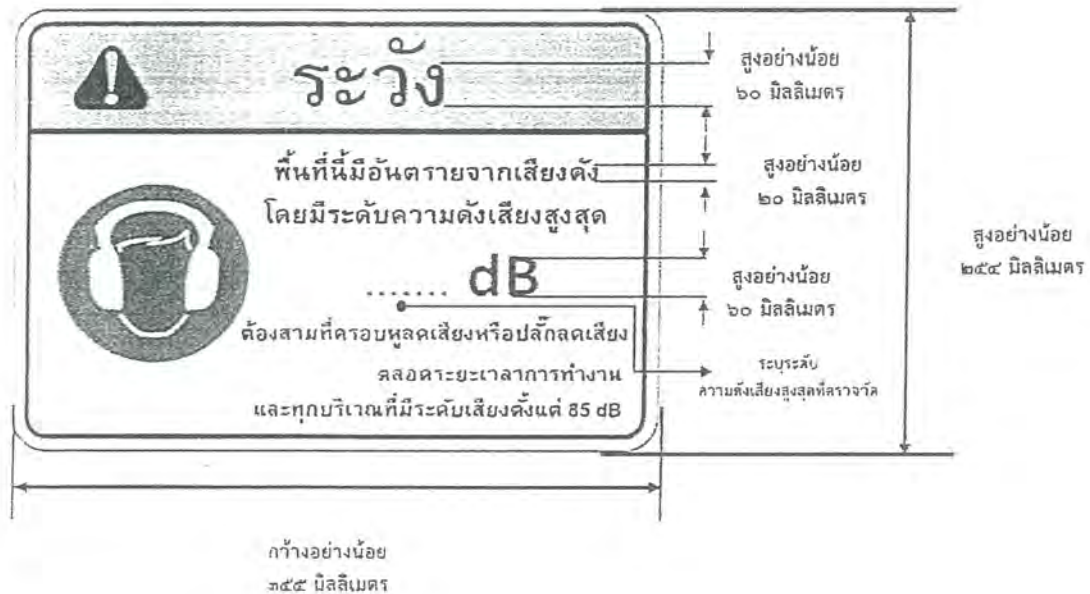 ระวัง
พื้นที่นี้มีอันตรายจากเสียงดัง
โดยมีระดับความดังเสียงสูงสุด
....... dB
ต้องสามที่ครอบหูลดเสียงหรือปลั๊กลดเสียง
ตลอดระยะเวลาการทำงาน
และทุกบริเวณที่มีระดับเสียงตั้งแต่ 85 dB
สูงอย่างน้อย
๖๐ มิลลิเมตร
สูงอย่างน้อย
๒๐ มิลลิเมตร
สูงอย่างน้อย
๖๐ มิลลิเมตร
ระบุระดับ
ความดังเสียงสูงสุดที่ตรวจวัด
สูงอย่างน้อย
๒๕๔ มิลลิเมตร
กว้างอย่างน้อย
๓๕๕ มิลลิเมตร